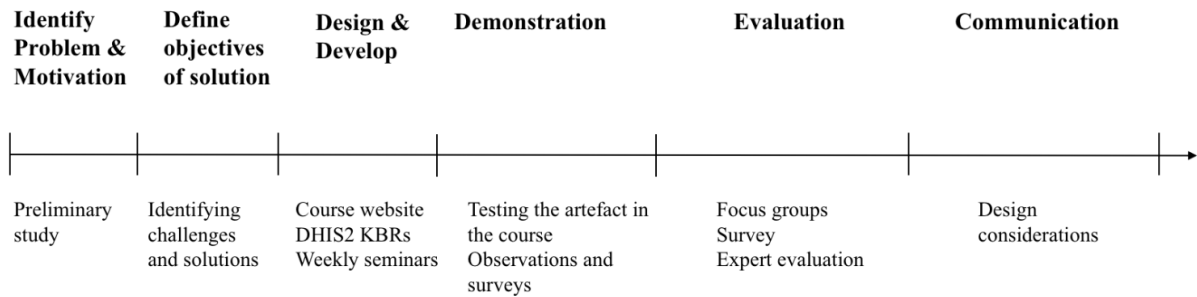 Identify
Problem &
Motivation
Define
objectives
of solution
Design &
Develop
Demonstration
Evaluation
Communication
Preliminary
study
Identifying
challenges
and solutions
Course website
DHIS2 KBRs
Weekly seminars
Testing the artefact in
the course
Observations and
surveys
Focus groups
Survey
Expert evaluation
Design
considerations